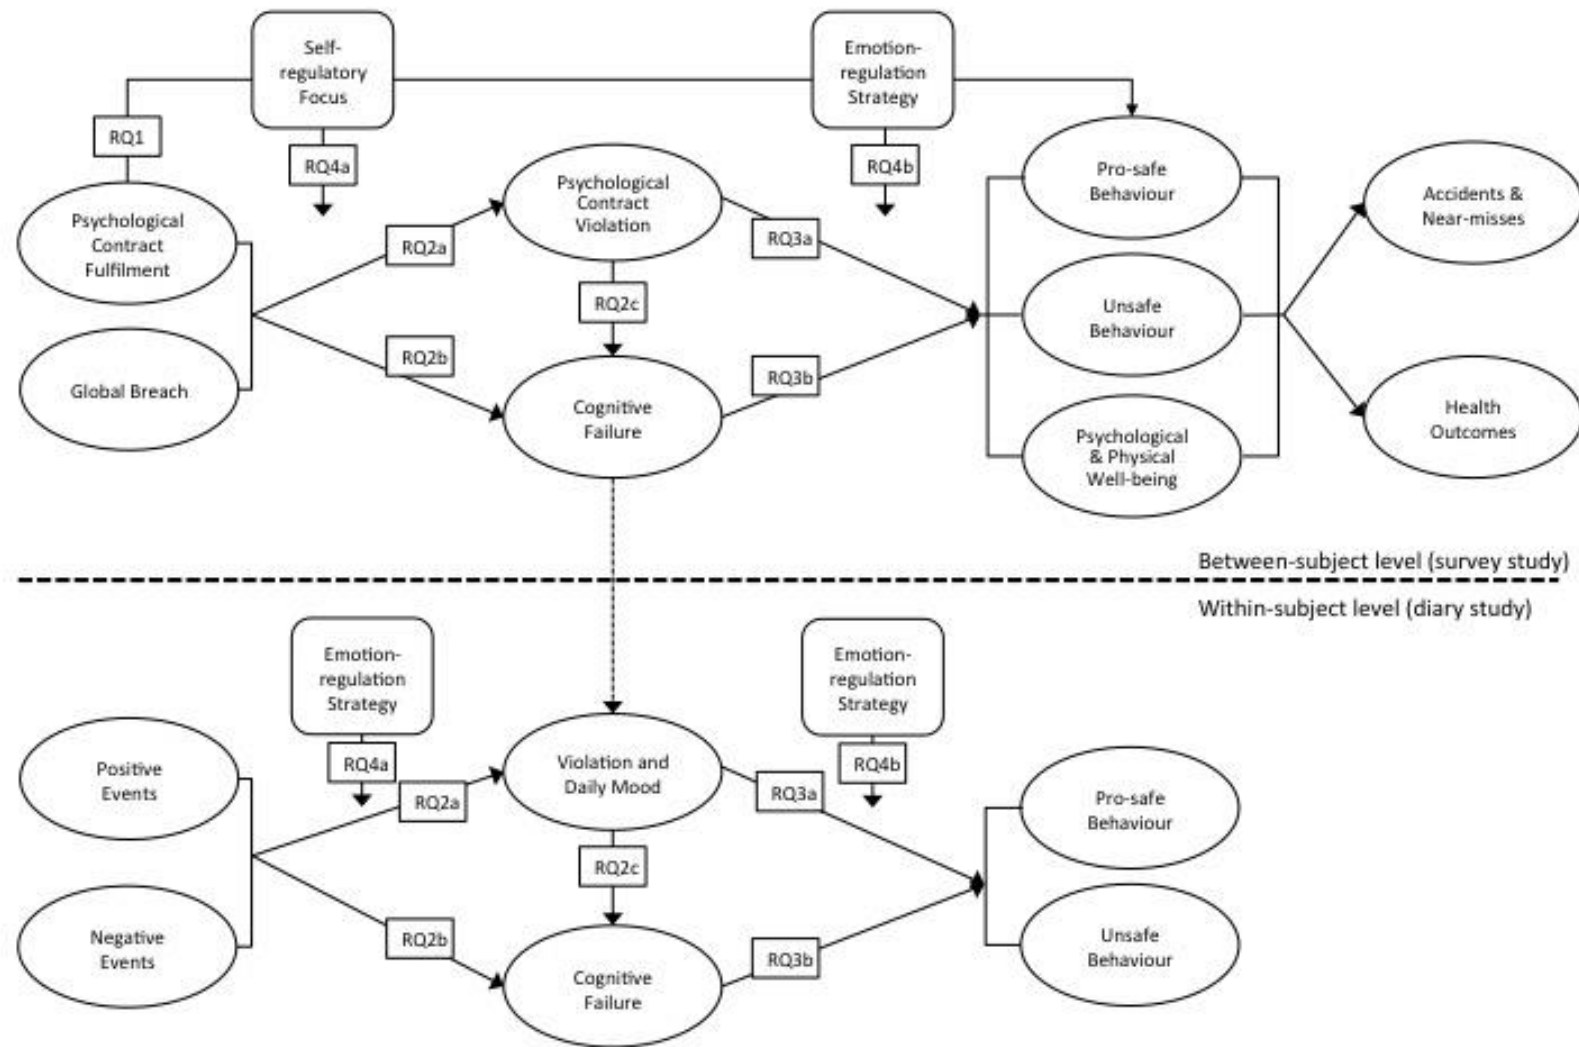 Self-
regulatory
Focus
Emotion-
regulation
Strategy
RQ1
RQ4a
RQ4b
Psychological
Contract
Fulfilment
RQ2a
Psychological
Contract
Violation
RQ3a
Pro-safe
Behaviour
Accidents &
Near-misses
RQ2c
Unsafe
Behaviour
Global Breach
RQ2b
Cognitive
Failure
RQ3b
Psychological
& Physical
Well-being
Health
Outcomes
Between-subject level (survey study)
Within-subject level (diary study)
Emotion-
regulation
Strategy
Emotion-
regulation
Strategy
RQ4a
RQ4b
Positive
Events
RQ2a
Violation and
Daily Mood
RQ3a
Pro-safe
Behaviour
RQ2c
Negative
Events
RQ2b
Cognitive
Failure
RQ3b
Unsafe
Behaviour